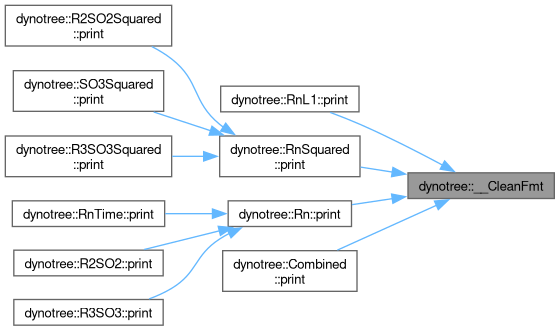 dynotree::R2SO2Squared
::print
dynotree::SO3Squared
::print
dynotree::R3SO3Squared
::print
dynotree::RnTime::print
dynotree::R2SO2::print
dynotree::R3SO3::print
dynotree::RnL1::print
dynotree::RnSquared
::print
dynotree::Rn::print
dynotree::Combined
::print
dynotree::__CleanFmt